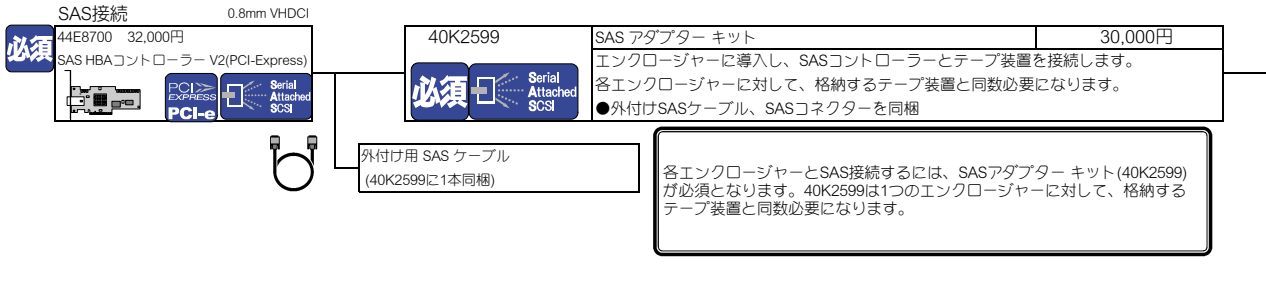 SAS接続 0.8mm VHDCI
必須
44E8700 32,000円
SAS HBAコントローラー V2(PCI-Express)
PCI EXPRESS
PCI-e
Serial
Attached
SCSI
40K2599 SAS アダプター キット 30,000円
必須
Serial
Attached
SCSI
エンクロージャーに導入し、SASコントローラーとテープ装置を接続します。
各エンクロージャーに対して、格納するテープ装置と同数必要になります。
●外付けSASケーブル、SASコネクターを同梱
外付け用 SAS ケーブル
(40K2599に1本同梱)
各エンクロージャーとSAS接続するには、SASアダプター キット(40K2599)
が必須となります。40K2599は1つのエンクロージャーに対して、格納する
テープ装置と同数必要になります。